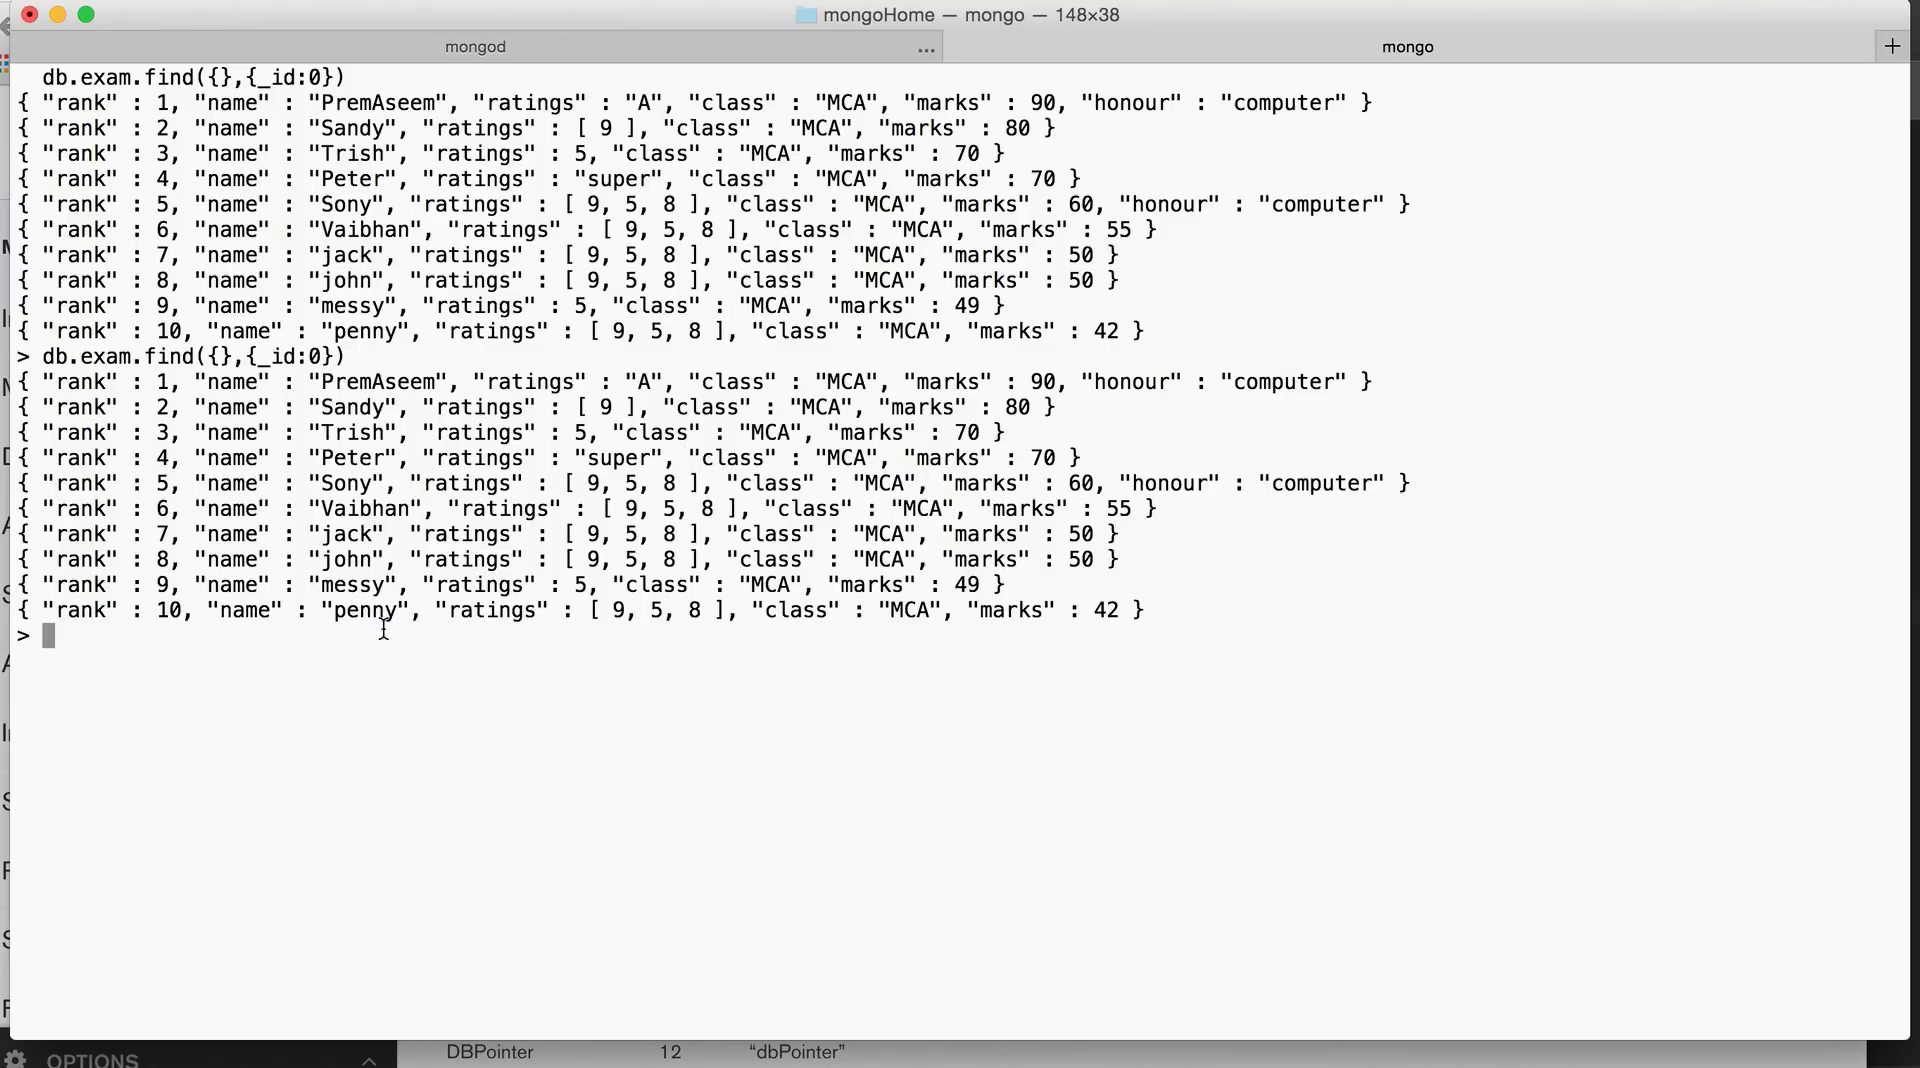 mongoHome — mongo — 148×38
mongod ... mongo +
db.exam.find({},{_id:0})
{ "rank" : 1, "name" : "PremAseem", "ratings" : "A", "class" : "MCA", "marks" : 90, "honour" : "computer" }
{ "rank" : 2, "name" : "Sandy", "ratings" : [ 9 ], "class" : "MCA", "marks" : 80 }
{ "rank" : 3, "name" : "Trish", "ratings" : 5, "class" : "MCA", "marks" : 70 }
{ "rank" : 4, "name" : "Peter", "ratings" : "super", "class" : "MCA", "marks" : 70 }
{ "rank" : 5, "name" : "Sony", "ratings" : [ 9, 5, 8 ], "class" : "MCA", "marks" : 60, "honour" : "computer" }
{ "rank" : 6, "name" : "Vaibhan", "ratings" : [ 9, 5, 8 ], "class" : "MCA", "marks" : 55 }
{ "rank" : 7, "name" : "jack", "ratings" : [ 9, 5, 8 ], "class" : "MCA", "marks" : 50 }
{ "rank" : 8, "name" : "john", "ratings" : [ 9, 5, 8 ], "class" : "MCA", "marks" : 50 }
{ "rank" : 9, "name" : "messy", "ratings" : 5, "class" : "MCA", "marks" : 49 }
{ "rank" : 10, "name" : "penny", "ratings" : [ 9, 5, 8 ], "class" : "MCA", "marks" : 42 }
> db.exam.find({},{_id:0})
{ "rank" : 1, "name" : "PremAseem", "ratings" : "A", "class" : "MCA", "marks" : 90, "honour" : "computer" }
{ "rank" : 2, "name" : "Sandy", "ratings" : [ 9 ], "class" : "MCA", "marks" : 80 }
{ "rank" : 3, "name" : "Trish", "ratings" : 5, "class" : "MCA", "marks" : 70 }
{ "rank" : 4, "name" : "Peter", "ratings" : "super", "class" : "MCA", "marks" : 70 }
{ "rank" : 5, "name" : "Sony", "ratings" : [ 9, 5, 8 ], "class" : "MCA", "marks" : 60, "honour" : "computer" }
{ "rank" : 6, "name" : "Vaibhan", "ratings" : [ 9, 5, 8 ], "class" : "MCA", "marks" : 55 }
{ "rank" : 7, "name" : "jack", "ratings" : [ 9, 5, 8 ], "class" : "MCA", "marks" : 50 }
{ "rank" : 8, "name" : "john", "ratings" : [ 9, 5, 8 ], "class" : "MCA", "marks" : 50 }
{ "rank" : 9, "name" : "messy", "ratings" : 5, "class" : "MCA", "marks" : 49 }
{ "rank" : 10, "name" : "penny", "ratings" : [ 9, 5, 8 ], "class" : "MCA", "marks" : 42 }
>
OPTIONS
DBPointer 12 “dbPointer”